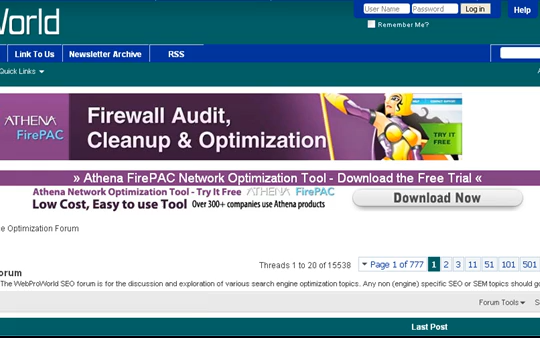 World
User Name
Password
Log in
Help
Remember Me?
Link To Us
Newsletter Archive
RSS
Quick Links
ATHENA
FirePAC
Firewall Audit,
Cleanup & Optimization
TRY IT
FREE
» Athena FirePAC Network Optimization Tool - Download the Free Trial «
Athena Network Optimization Tool - Try It Free ATHENA FirePAC
Low Cost, Easy to use Tool Over 300+ companies use Athena products
Download Now
e Optimization Forum
Threads 1 to 20 of 15538
Page 1 of 777 1 2 3 11 51 101 501
orum
The WebProWorld SEO forum is for the discussion and exploration of various search engine optimization topics. Any non (engine) specific SEO or SEM topics should go
Forum Tools
S
Last Post